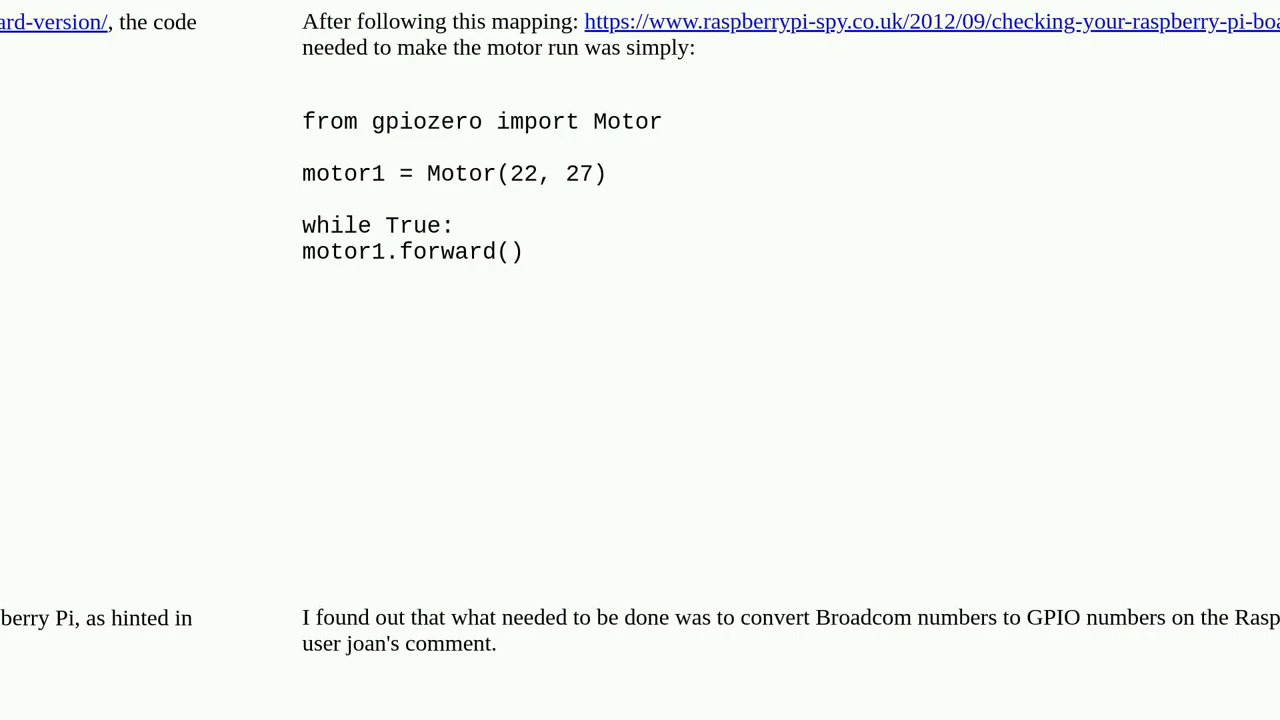 After following this mapping: https://www.raspberrypi-spy.co.uk/2012/09/checking-your-raspberry-pi-boa
ard-version/, the code
needed to make the motor run was simply:
from gpiozero import Motor
motor1 = Motor(22, 27)
while True:
motor1.forward()
I found out that what needed to be done was to convert Broadcom numbers to GPIO numbers on the Rasp
berry Pi, as hinted in
user joan's comment.